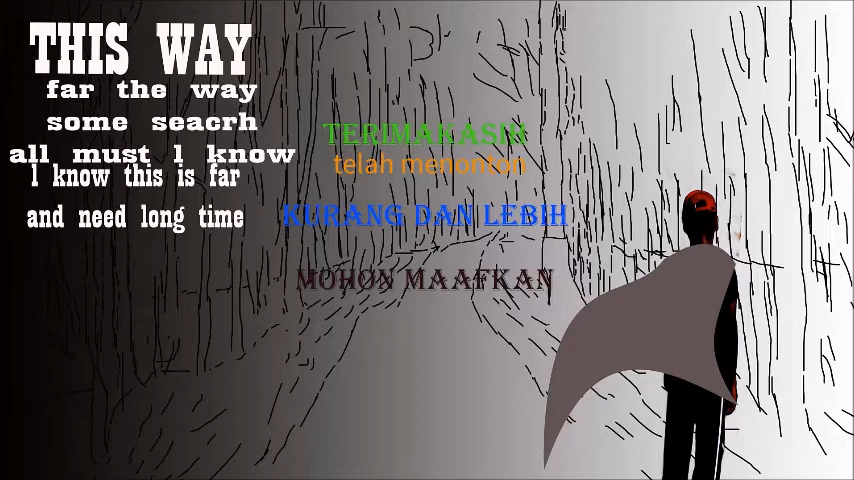 THIS WAY
far the way
some seacrh
all must l know
l know this is far
and need long time
TERIMAKASIH
telah menonton
KURANG DAN LEBIH
MOHON MAAFKAN